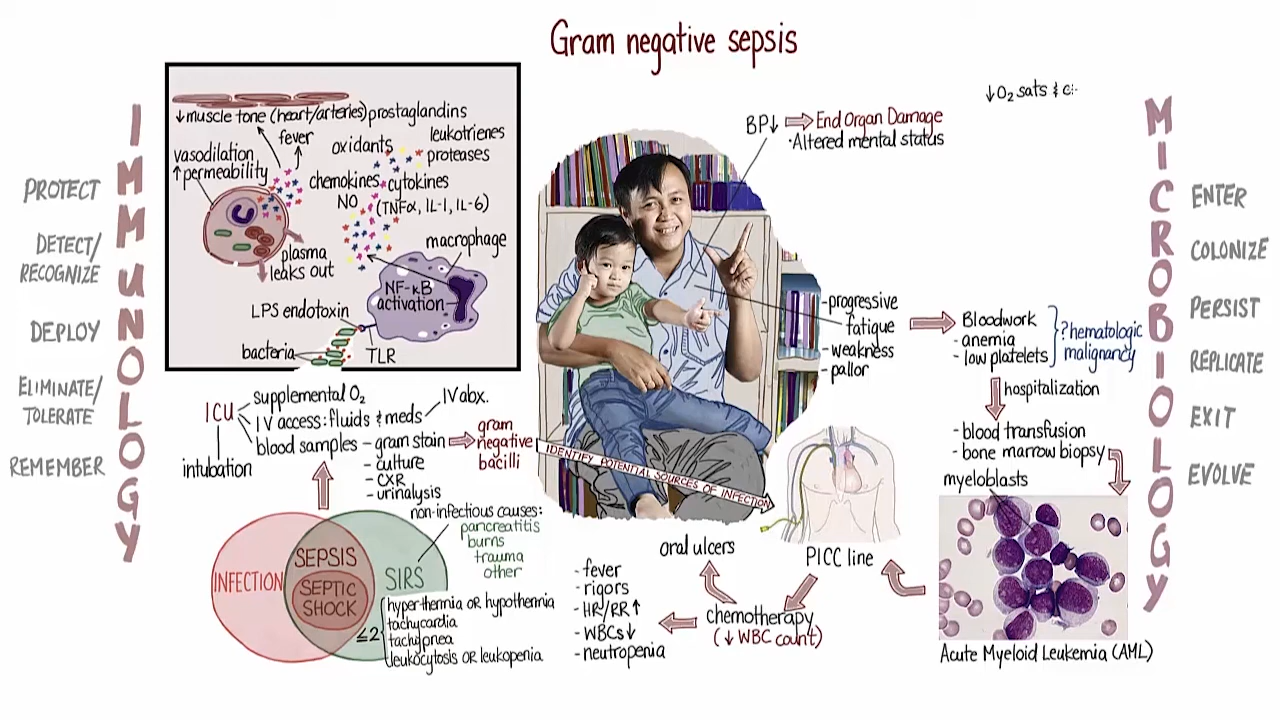 Gram negative sepsis
IMMUNOLOGY
PROTECT
DETECT/
RECOGNIZE
DEPLOY
ELIMINATE/
TOLERATE
REMEMBER
↓muscle tone (heart/arteries)
prostaglandins
fever
oxidants
leukotrienes
proteases
vasodilation
↑permeability
chemokines
cytokines
NO
(TNFα, IL-1, IL-6)
macrophage
plasma
leaks out
NF-κB
activation
LPS endotoxin
bacteria
TLR
ICU
supplemental O2
IV access: fluids & meds
IV abx.
blood samples
intubation
- gram stain
- culture
- CXR
- urinalysis
gram
negative
bacilli
non-infectious causes:
pancreatitis
burns
trauma
other
INFECTION
SEPSIS
SEPTIC
SHOCK
SIRS
≤2
hyperthermia OR hypothermia
tachycardia
tachypnea
leukocytosis OR leukopenia
BP↓
End Organ Damage
·Altered mental status
↓O2 sats &
-progressive
fatigue
-weakness
-pallor
Bloodwork
- anemia
- low platelets
?hematologic
malignancy
hospitalization
- blood transfusion
- bone marrow biopsy
myeloblasts
Acute Myeloid Leukemia (AML)
IDENTIFY POTENTIAL SOURCES OF INFECTION
PICC line
oral ulcers
chemotherapy
(↓ WBC count)
- fever
- rigors
- HR/RR↑
- WBCs↓
- neutropenia
MICROBIOLOGY
ENTER
COLONIZE
PERSIST
REPLICATE
EXIT
EVOLVE